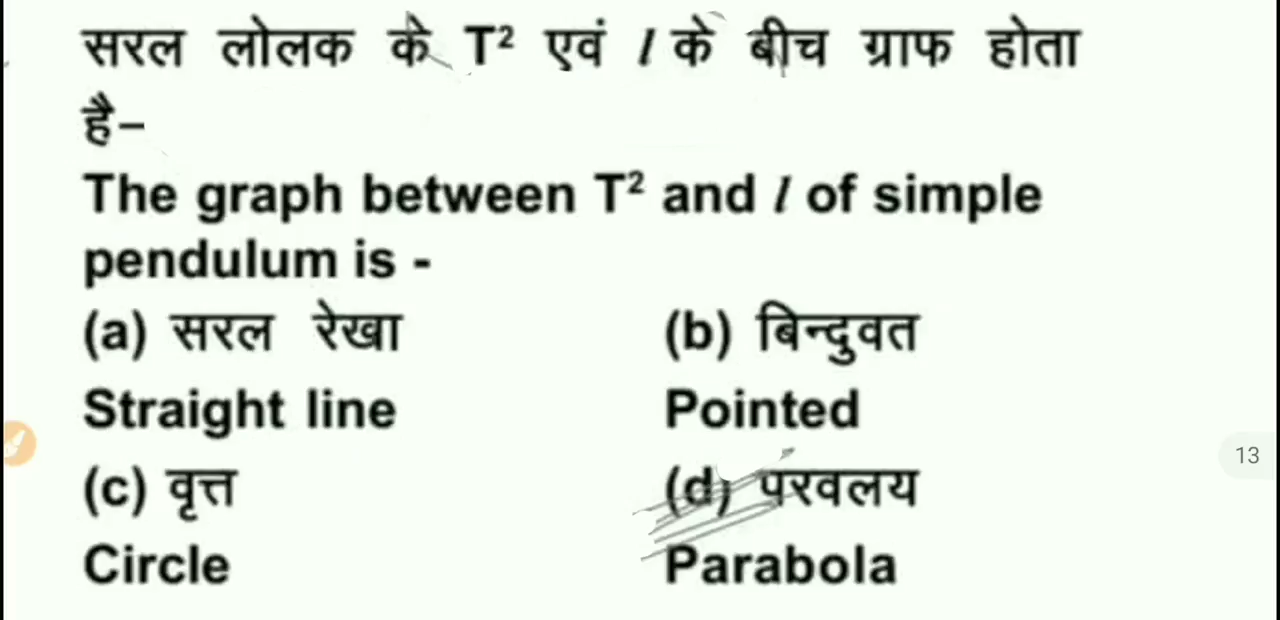 सरल लोलक के T² एवं l के बीच ग्राफ होता
है–
The graph between T² and l of simple
pendulum is -
(a) सरल रेखा (b) बिन्दुवत
Straight line Pointed
13
(c) वृत्त (d) परवलय
Circle Parabola